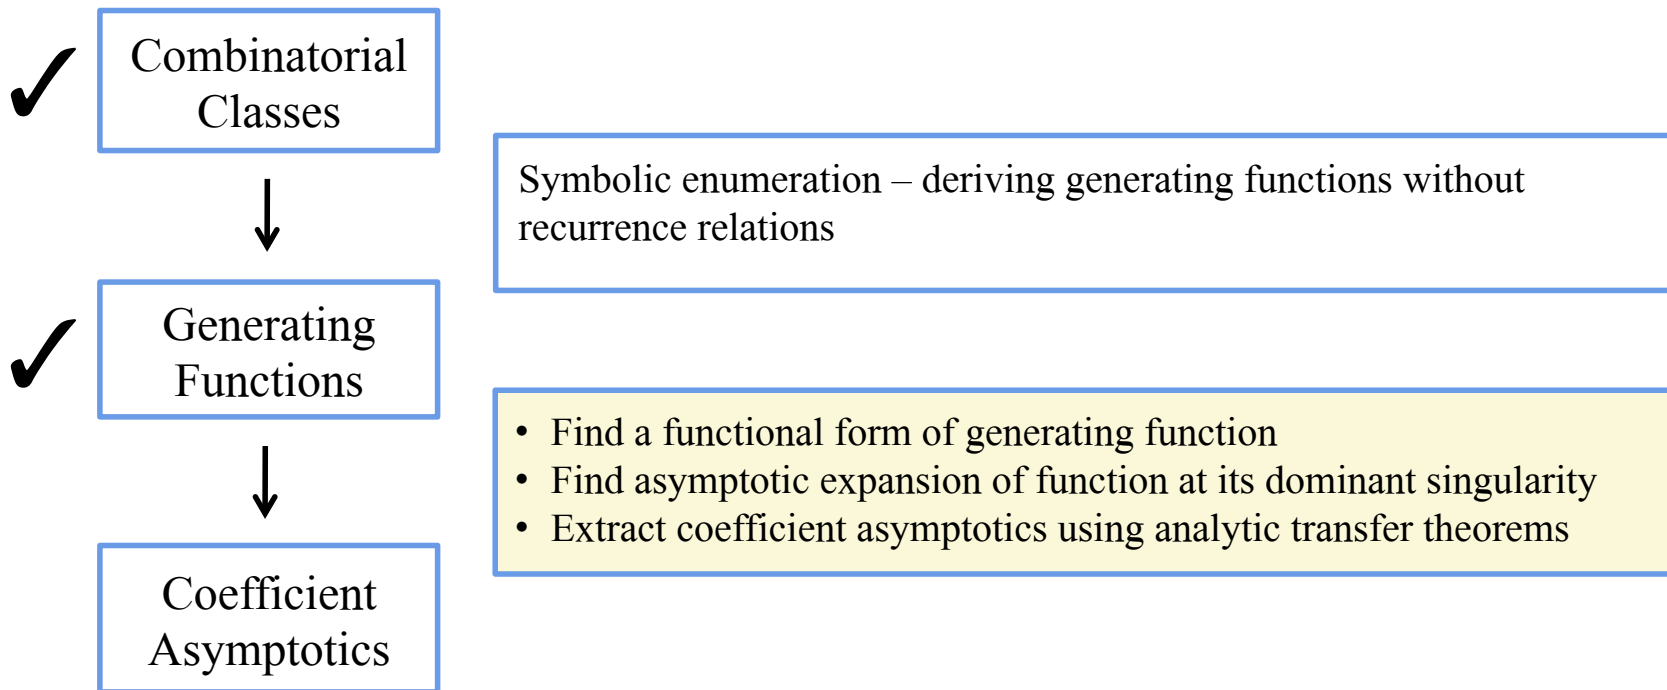 Combinatorial
Classes
Symbolic enumeration – deriving generating functions without
recurrence relations
Generating
Functions
• Find a functional form of generating function
• Find asymptotic expansion of function at its dominant singularity
• Extract coefficient asymptotics using analytic transfer theorems
Coefficient
Asymptotics